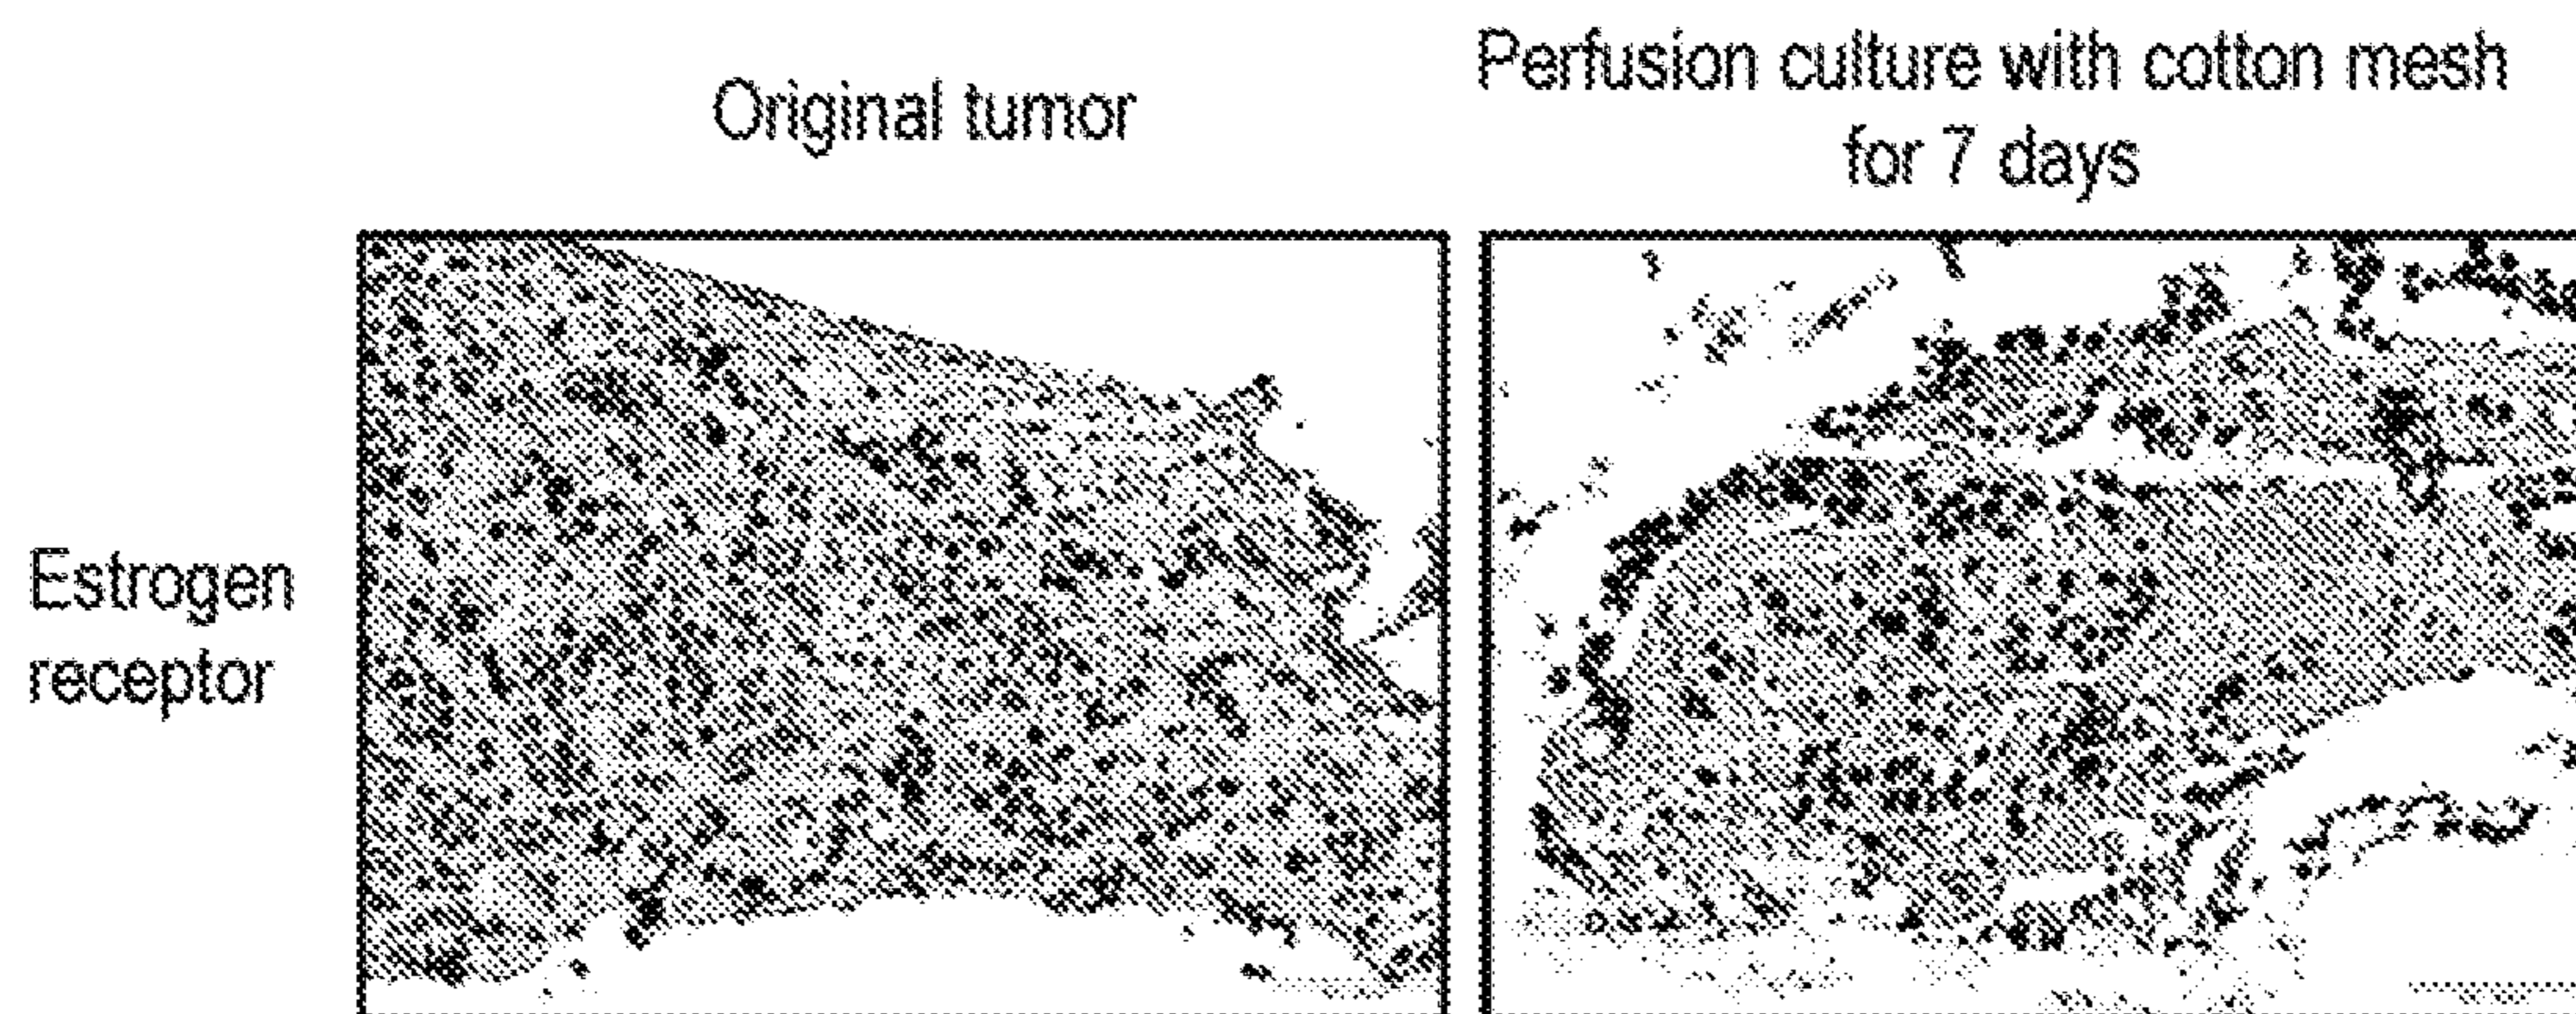 Original tumor
Perfusion culture with cotton mesh
for 7 days
Estrogen
receptor